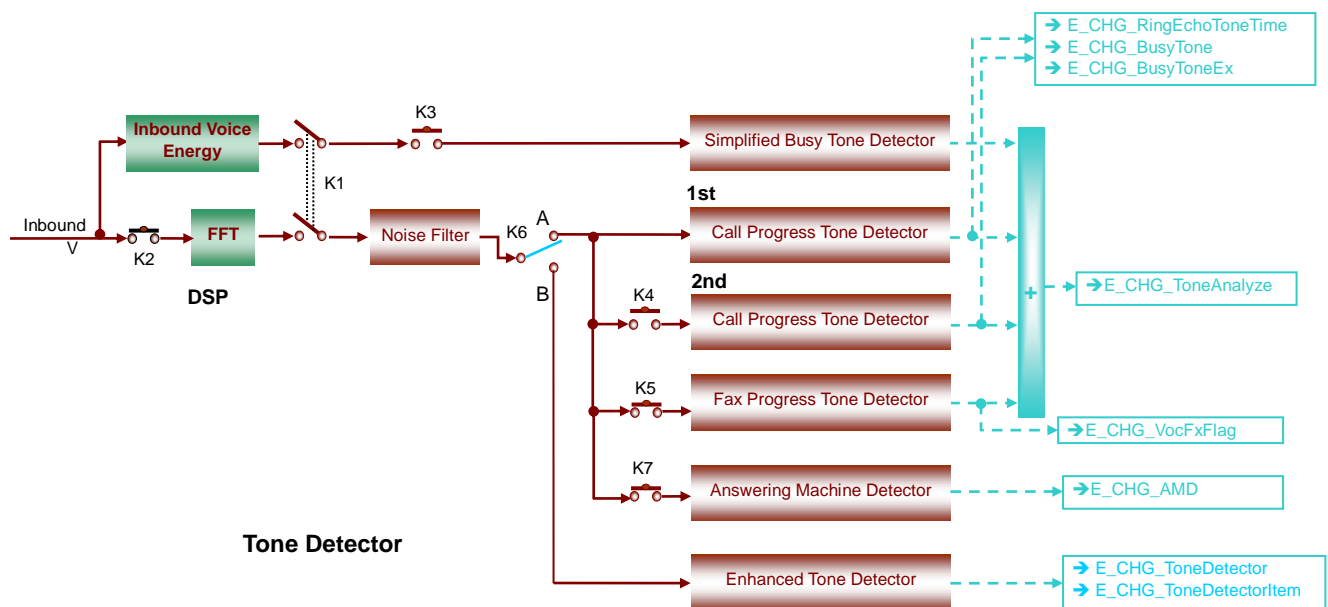 ➔ E_CHG_RingEchoToneTime
➔ E_CHG_BusyTone
➔ E_CHG_BusyToneEx
Inbound Voice
Energy
K3
Simplified Busy Tone Detector
K1
1st
Inbound
V
K2
FFT
DSP
Noise Filter
K6
A
B
Call Progress Tone Detector
2nd
K4
Call Progress Tone Detector
+
➔E_CHG_ToneAnalyze
K5
Fax Progress Tone Detector
➔E_CHG_VocFxFlag
K7
Answering Machine Detector
➔E_CHG_AMD
Tone Detector
Enhanced Tone Detector
➔ E_CHG_ToneDetector
➔ E_CHG_ToneDetectorItem